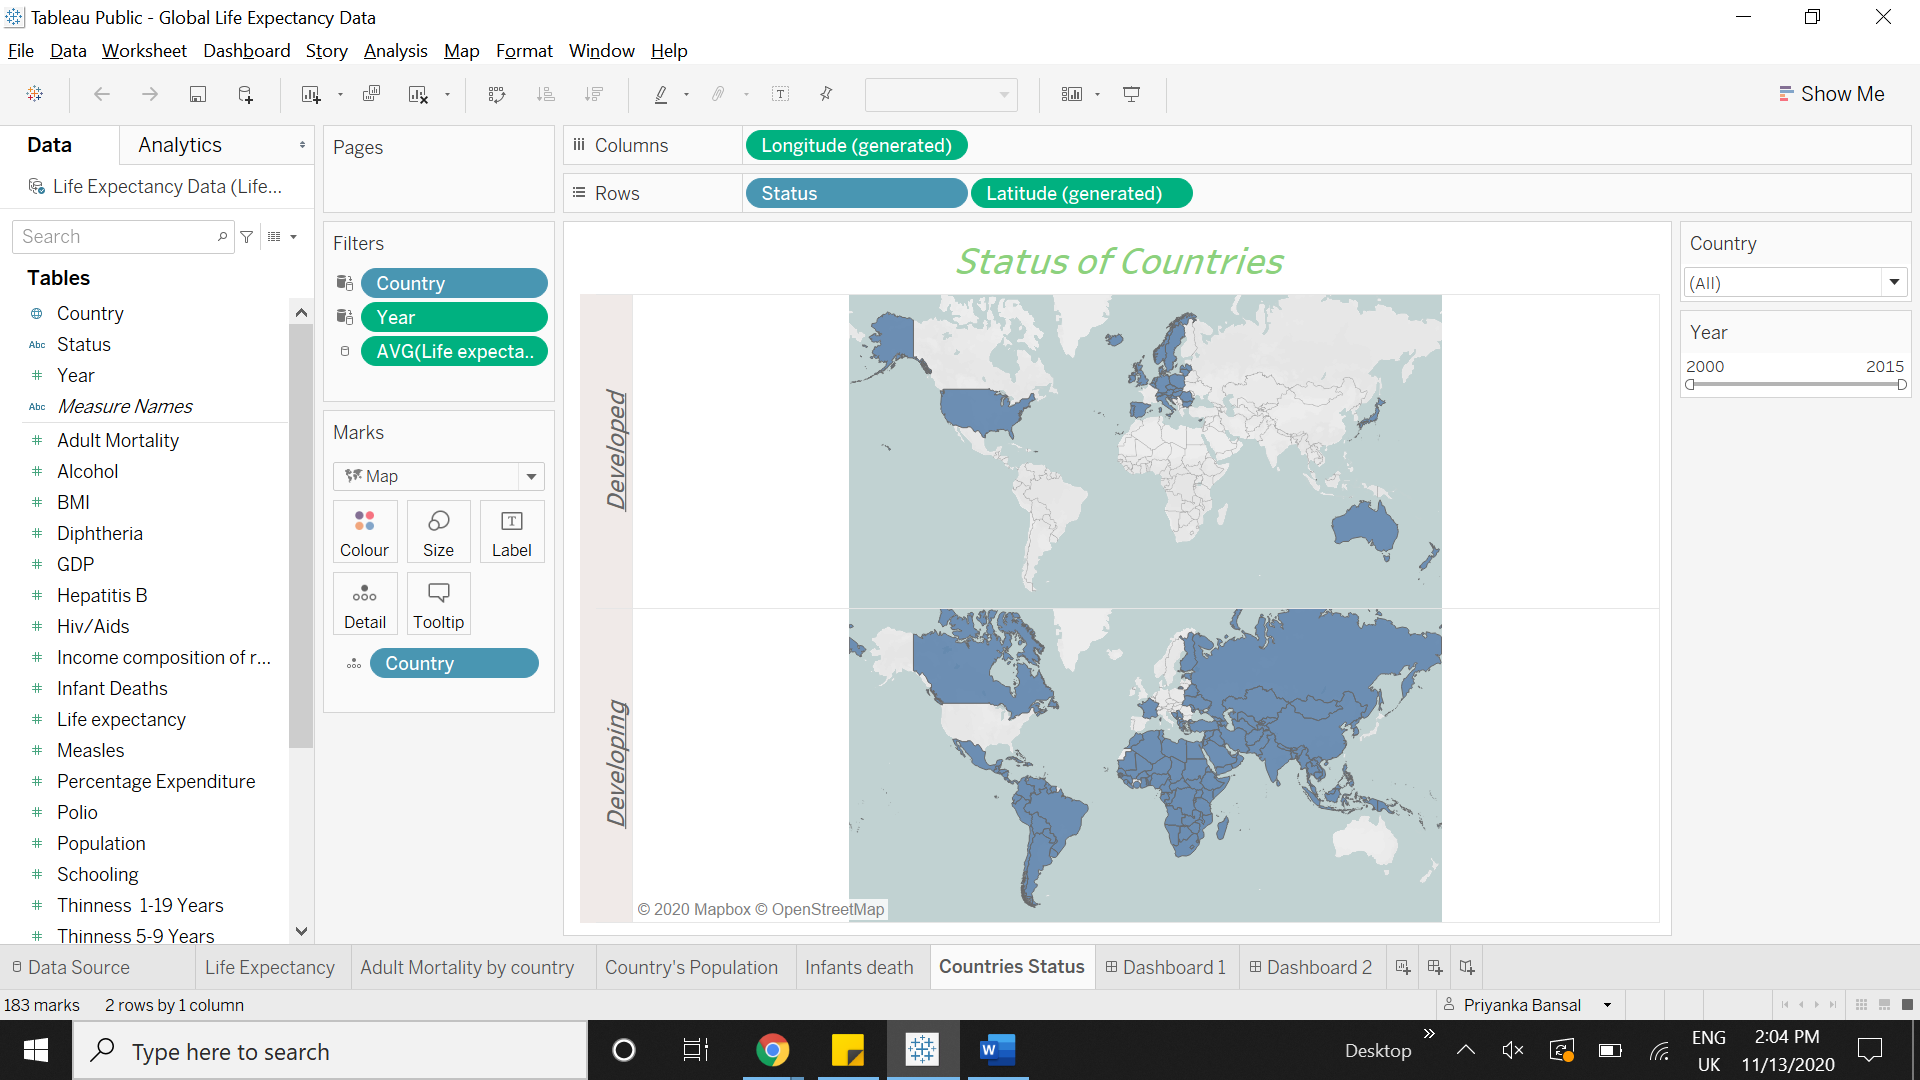 Tableau Public - Global Life Expectancy Data
File Data Worksheet Dashboard Story Analysis Map Format Window Help
Show Me
Data Analytics
Life Expectancy Data (Life...
Search
Tables
Country
Status
Abc
Year
Abc Measure Names
Adult Mortality
Alcohol
BMI
Diphtheria
GDP
Hepatitis B
Hiv/Aids
Income composition of r...
Infant Deaths
Life expectancy
Measles
Percentage Expenditure
Polio
Population
Schooling
Thinness 1-19 Years
Thinness 5-9 Years
Pages
Filters
Country
Year
AVG(Life expecta..
Marks
Map
Colour Size Label
Detail Tooltip
Country
Columns Longitude (generated)
Rows Status Latitude (generated)
Status of Countries
Developed
Developing
© 2020 Mapbox © OpenStreetMap
Country
(All)
Year
2000 2015
Data Source Life Expectancy Adult Mortality by country Country's Population Infants death Countries Status Dashboard 1 Dashboard 2
183 marks 2 rows by 1 column Priyanka Bansal
Type here to search
Desktop
ENG
UK
2:04 PM
11/13/2020